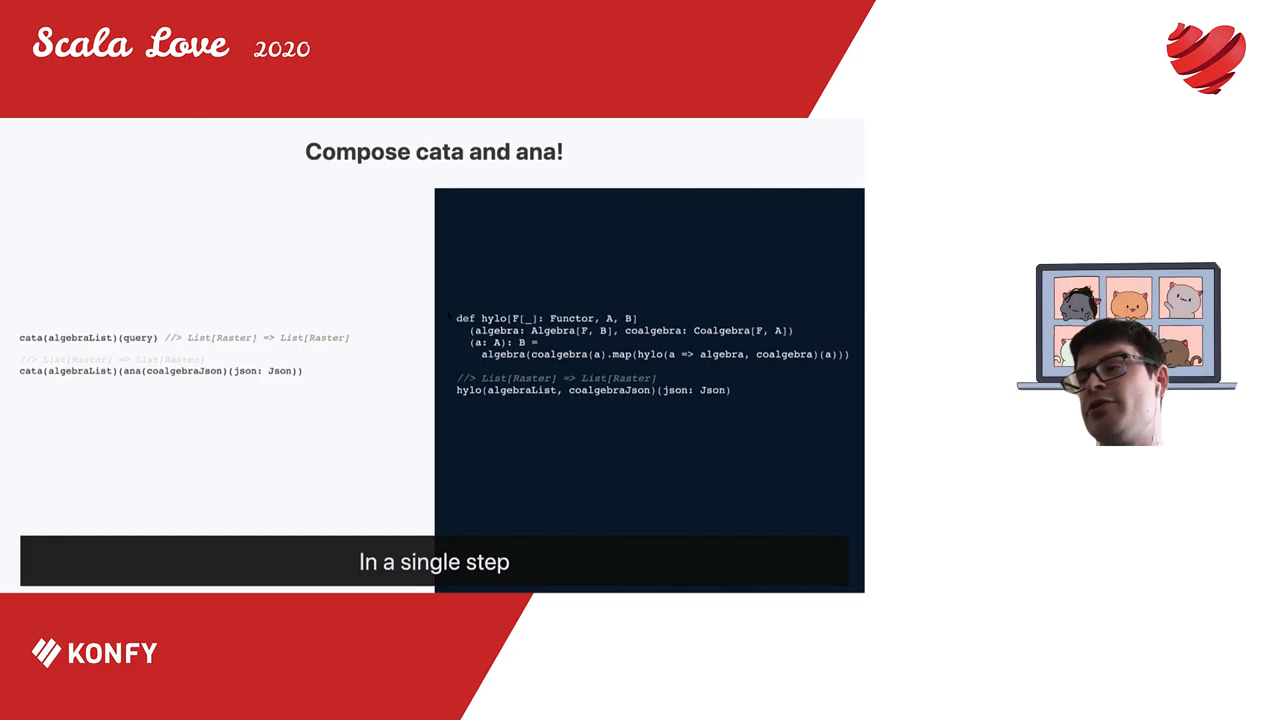 Scala Love 2020
Compose cata and ana!
cata(algebraList)(query) //> List[Raster] => List[Raster]
//> List[Raster] => List[Raster]
cata(algebraList)(ana(coalgebraJson)(json: Json))
def hylo[F[_]: Functor, A, B]
(algebra: Algebra[F, B], coalgebra: Coalgebra[F, A])
(a: A): B =
algebra(coalgebra(a).map(hylo(a => algebra, coalgebra)(a)))
//> List[Raster] => List[Raster]
hylo(algebraList, coalgebraJson)(json: Json)
In a single step
KONFY